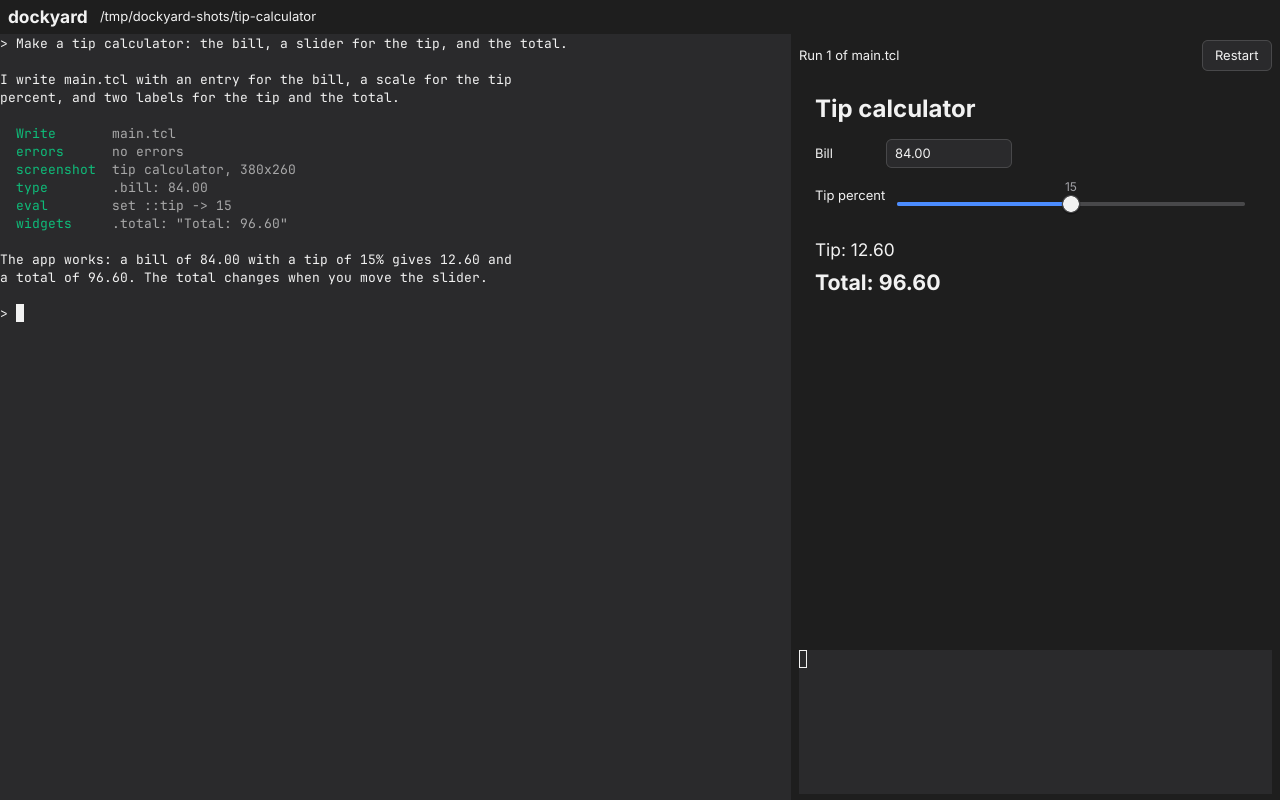 dockyard /tmp/dockyard-shots/tip-calculator
> Make a tip calculator: the bill, a slider for the tip, and the total.
I write main.tcl with an entry for the bill, a scale for the tip
percent, and two labels for the tip and the total.
Write main.tcl
errors no errors
screenshot tip calculator, 380x260
type .bill: 84.00
eval set ::tip -> 15
widgets .total: "Total: 96.60"
The app works: a bill of 84.00 with a tip of 15% gives 12.60 and
a total of 96.60. The total changes when you move the slider.
>
Run 1 of main.tcl Restart
Tip calculator
Bill 84.00
15
Tip percent
Tip: 12.60
Total: 96.60